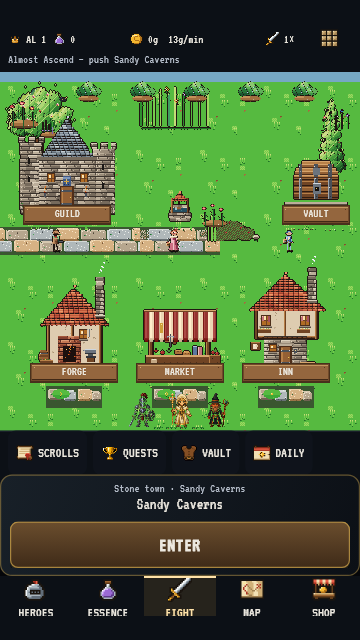 AL 1 0 0g 13g/min 1X
Almost Ascend – push Sandy Caverns
GUILD
VAULT
FORGE
MARKET
INN
SCROLLS
QUESTS
VAULT
DAILY
Stone town · Sandy Caverns
Sandy Caverns
ENTER
HEROES
ESSENCE
FIGHT
MAP
SHOP